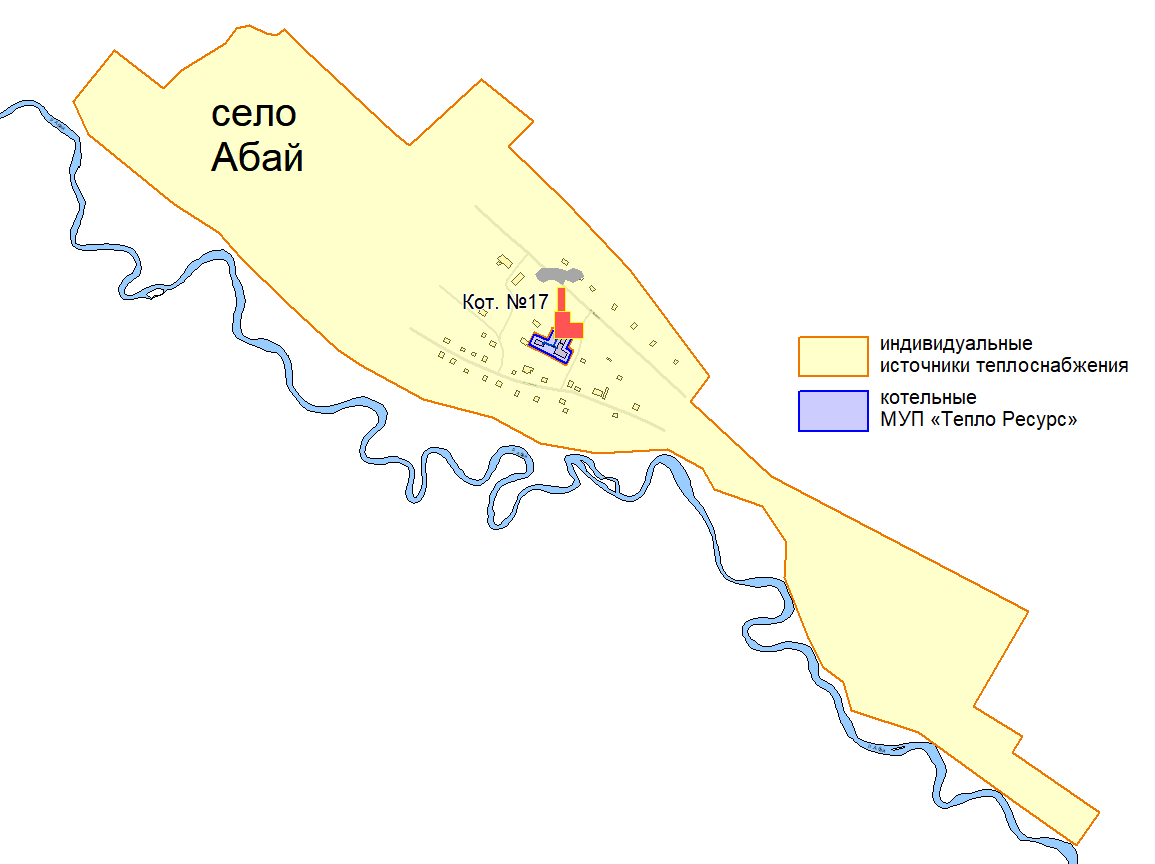 село
Абай
Кот. №17
индивидуальные
источники теплоснабжения
котельные
МУП «Тепло Ресурс»